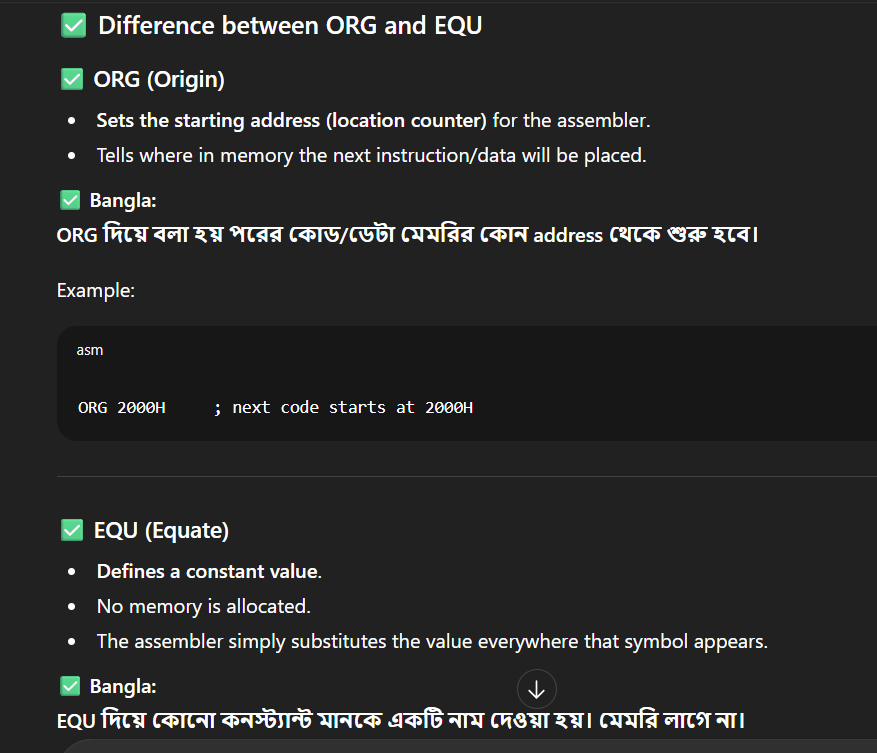 ✅ Difference between ORG and EQU
✅ ORG (Origin)
• Sets the starting address (location counter) for the assembler.
• Tells where in memory the next instruction/data will be placed.
✅ Bangla:
ORG দিয়ে বলা হয় পরের কোড/ডেটা মেমরির কোন address থেকে শুরু হবে।
Example:
asm
ORG 2000H ; next code starts at 2000H
✅ EQU (Equate)
• Defines a constant value.
• No memory is allocated.
• The assembler simply substitutes the value everywhere that symbol appears.
✅ Bangla:
EQU দিয়ে কোনো কনস্ট্যান্ট মানকে একটি নাম দেওয়া হয়। মেমরি লাগে না।